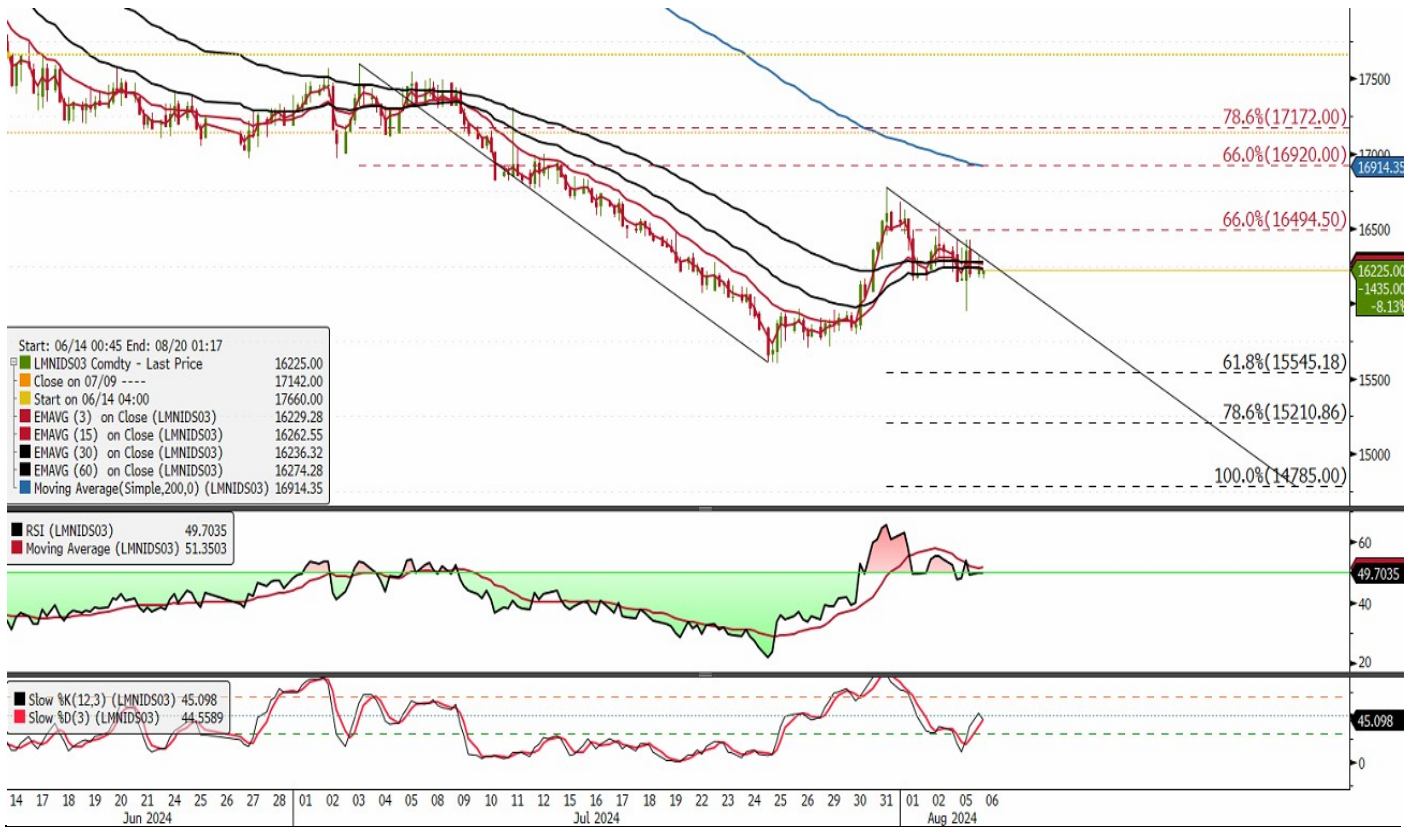 17500
78.6%(17172.00)
17000
66.0%(16920.00)
16914.35
66.0%(16494.50)
16500
16225.00
-1435.00
-8.13%
61.8%(15545.18)
15500
78.6%(15210.86)
15000
100.0%(14785.00)
Start: 06/14 00:45 End: 08/20 01:17
LMNIDS03 Comdty - Last Price 16225.00
Close on 07/09 ---- 17142.00
Start on 06/14 04:00 17660.00
EMAVG (3) on Close (LMNIDS03) 16229.28
EMAVG (15) on Close (LMNIDS03) 16262.55
EMAVG (30) on Close (LMNIDS03) 16236.32
EMAVG (60) on Close (LMNIDS03) 16274.28
Moving Average(Simple,200,0) (LMNIDS03) 16914.35
RSI (LMNIDS03) 49.7035
Moving Average (LMNIDS03) 51.3503
60
49.7035
40
20
Slow %K(12,3) (LMNIDS03) 45.098
Slow %D(3) (LMNIDS03) 44.5589
45.098
0
14 17 18 19 20 21 24 25 26 27 28 01 02 03 04 05 08 09 10 11 12 15 16 17 18 19 22 23 24 25 26 29 30 31 01 02 05 06
Jun 2024 Jul 2024 Aug 2024